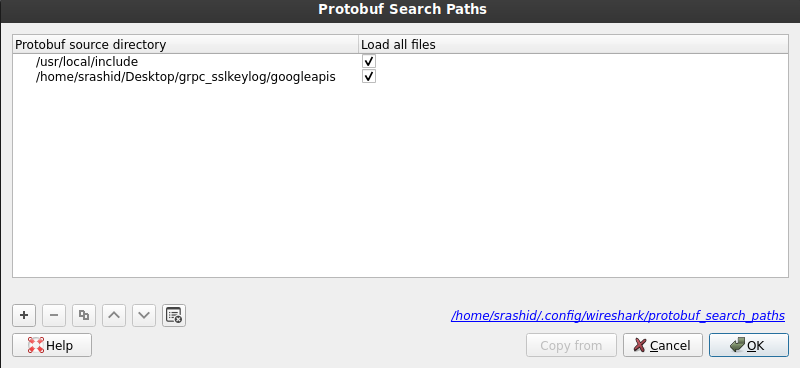 Protobuf Search Paths
Protobuf source directory Load all files
/usr/local/include
/home/srashid/Desktop/grpc_sslkeylog/googleapis
/home/srashid/.config/wireshark/protobuf_search_paths
Help Copy from Cancel OK